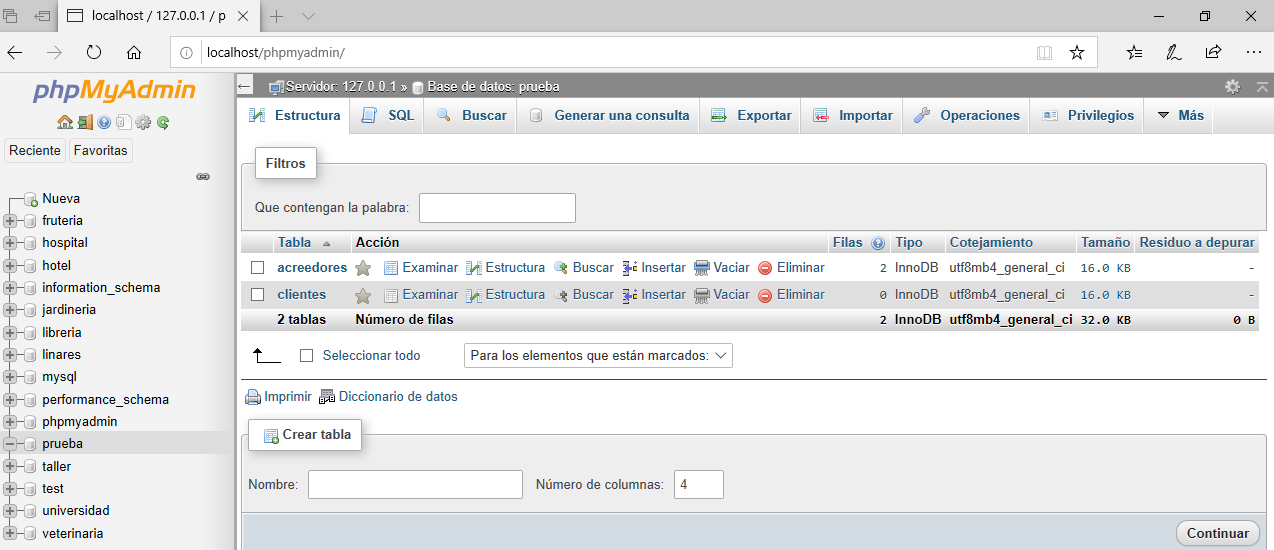 localhost / 127.0.0.1 / p
localhost/phpmyadmin/
phpMyAdmin
Reciente Favoritas
Nueva
fruteria
hospital
hotel
information_schema
jardineria
libreria
linares
mysql
performance_schema
phpmyadmin
prueba
taller
test
universidad
veterinaria
Servidor: 127.0.0.1 » Base de datos: prueba
Estructura SQL Buscar Generar una consulta Exportar Importar Operaciones Privilegios Más
Filtros
Que contengan la palabra:
Tabla Acción Filas Tipo Cotejamiento Tamaño Residuo a depurar
acreedores Examinar Estructura Buscar Insertar Vaciar Eliminar 2 InnoDB utf8mb4_general_ci 16.0 KB -
clientes Examinar Estructura Buscar Insertar Vaciar Eliminar 0 InnoDB utf8mb4_general_ci 16.0 KB -
2 tablas Número de filas 2 InnoDB utf8mb4_general_ci 32.0 KB 0 B
Seleccionar todo Para los elementos que están marcados:
Imprimir Diccionario de datos
Crear tabla
Nombre: Número de columnas: 4
Continuar